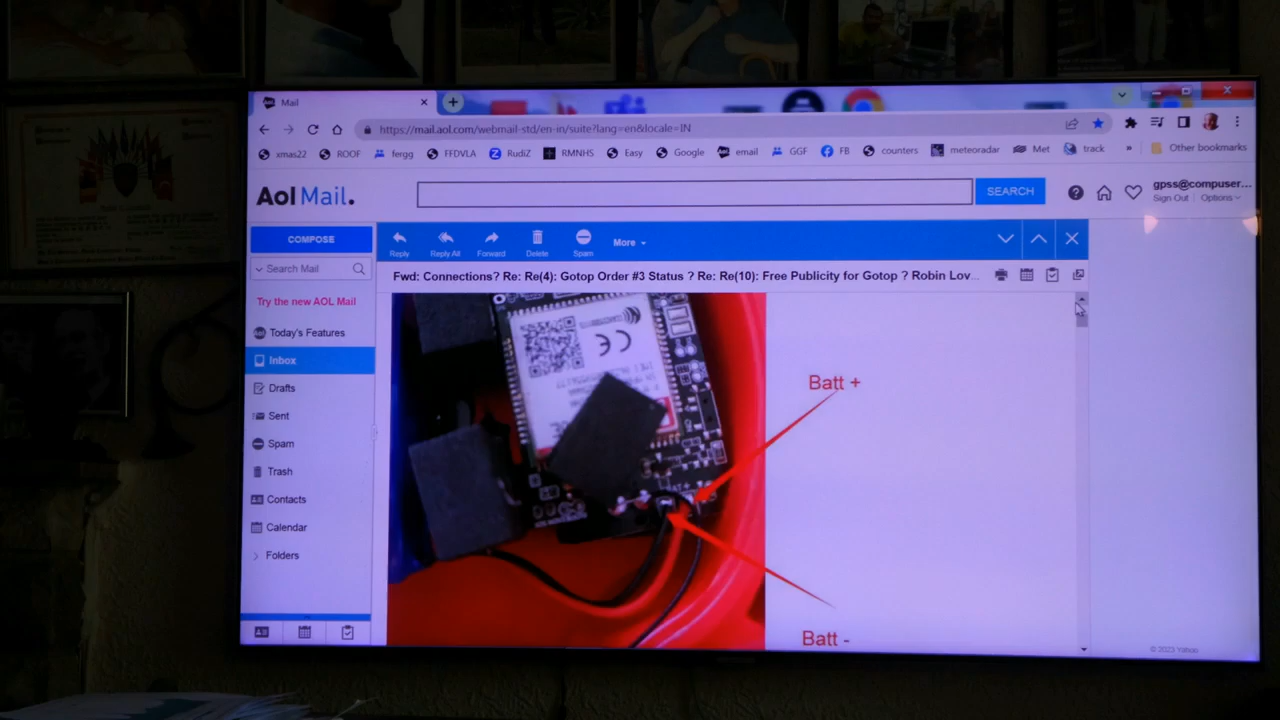 Mail
https://mail.aol.com/webmail-std/en-in/suite?lang=en&locale=IN
xmas22 ROOF fergg FFDVLA RudiZ RMNHS Easy Google email GGF FB counters meteoradar Met track » Other bookmarks
Aol Mail.
SEARCH
gpss@compuser...
Sign Out Options
COMPOSE
Reply Reply All Forward Delete Spam More
Search Mail
Fwd: Connections? Re: Re(4): Gotop Order #3 Status ? Re: Re(10): Free Publicity for Gotop ? Robin Lov...
Try the new AOL Mail
Today's Features
Inbox
Drafts
Sent
Spam
Trash
Contacts
Calendar
Folders
CE
Batt +
BAT+
Batt -
© 2023 Yahoo